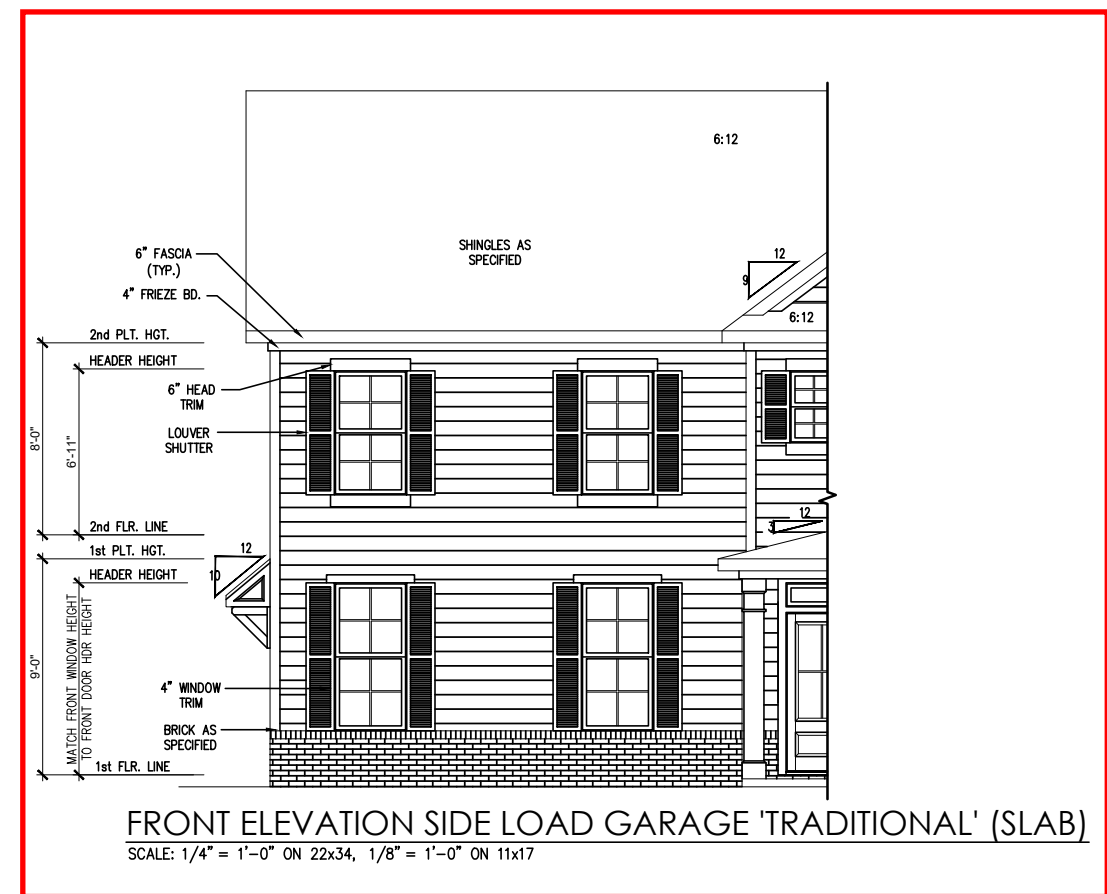 6:12
SHINGLES AS
SPECIFIED
12
9
6:12
6" FASCIA
(TYP.)
4" FRIEZE BD.
2nd PLT. HGT.
HEADER HEIGHT
6" HEAD
TRIM
LOUVER
SHUTTER
8'-0"
6'-11"
2nd FLR. LINE
1st PLT. HGT.
HEADER HEIGHT
12
10
12
3
9'-0"
MATCH FRONT WINDOW HEIGHT
TO FRONT DOOR HDR HEIGHT
4" WINDOW
TRIM
BRICK AS
SPECIFIED
1st FLR. LINE
FRONT ELEVATION SIDE LOAD GARAGE 'TRADITIONAL' (SLAB)
SCALE: 1/4" = 1'-0" ON 22x34, 1/8" = 1'-0" ON 11x17